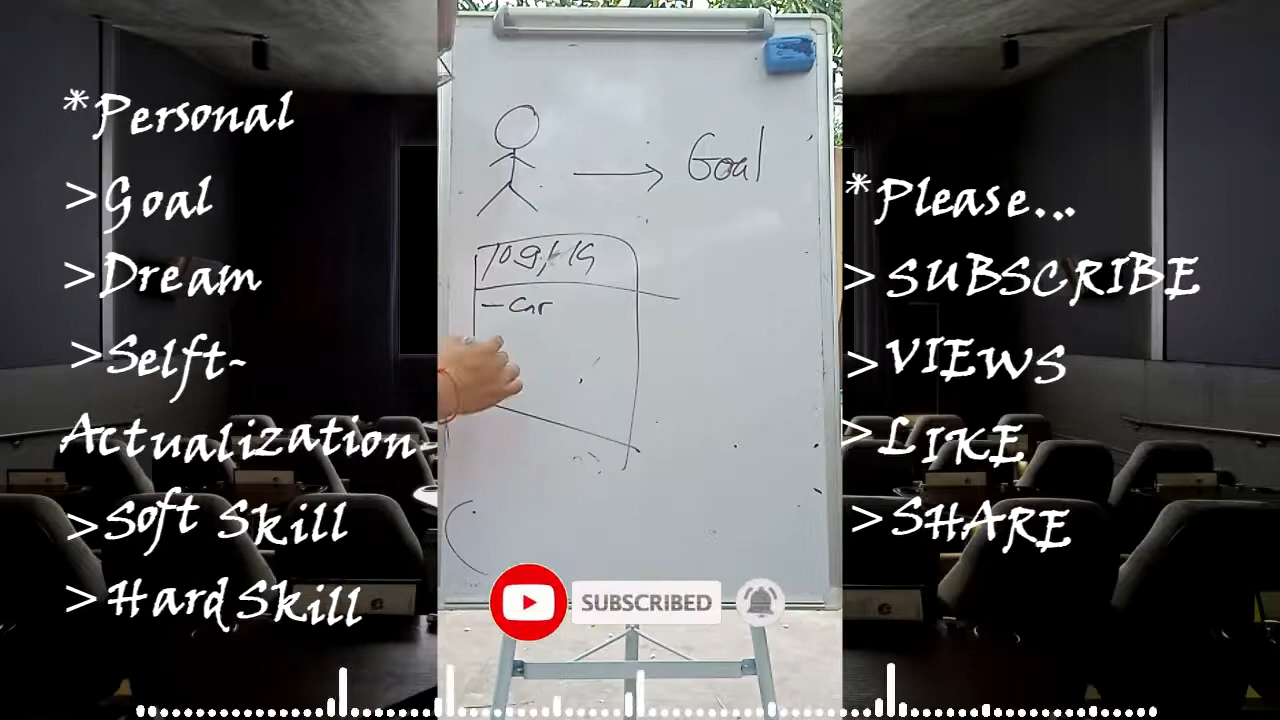 *Personal
>Goal
>Dream
>Selft-
Actualization-
>Soft Skill
>Hard Skill
Goal
- Car
SUBSCRIBED
*Please...
>SUBSCRIBE
>VIEWS
>LIKE
>SHARE